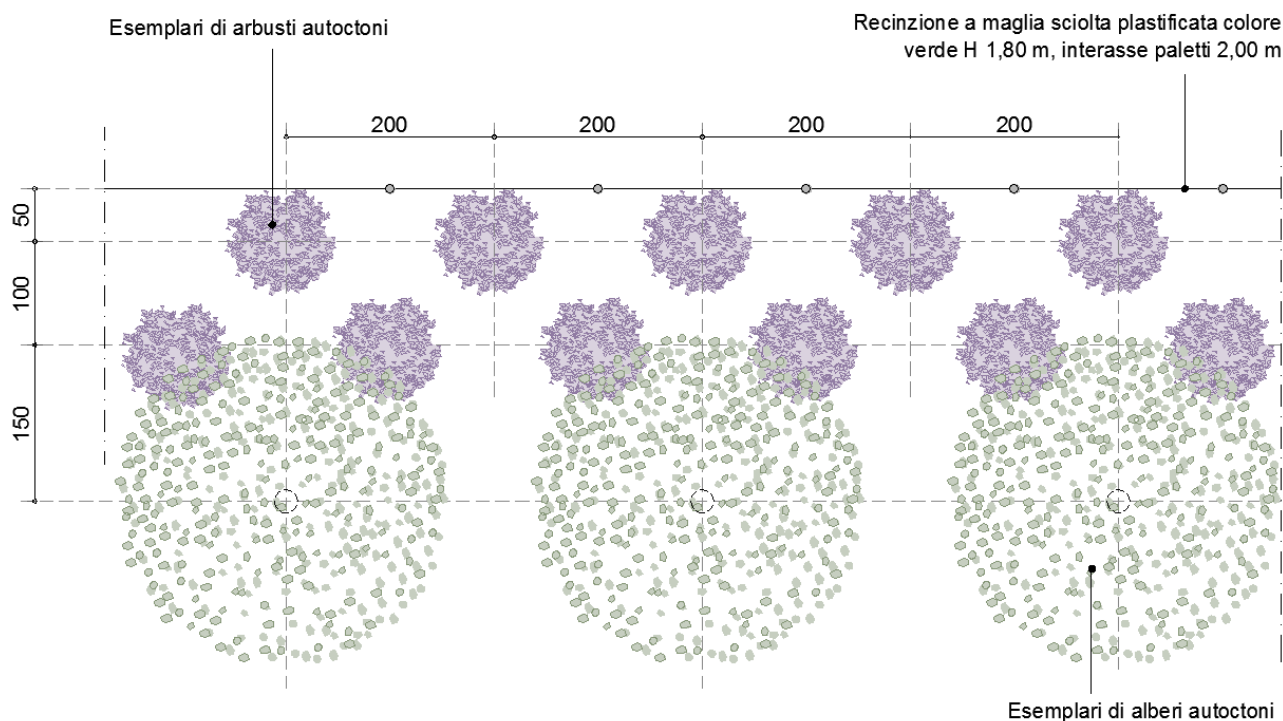 Esemplari di arbusti autoctoni
Recinzione a maglia sciolta plastificata colore
verde H 1,80 m, interasse paletti 2,00 m
200
200
200
200
50
100
150
Esemplari di alberi autoctoni